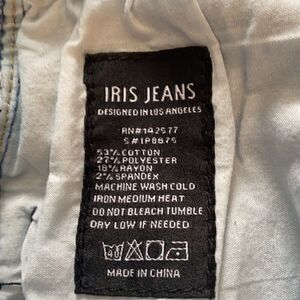 IRIS JEANS
DESIGNED IN LOS ANGELES
RN#142577
S#IP8675
53% COTTON
27% POLYESTER
18% RAYON
2% SPANDEX
MACHINE WASH COLD
IRON MEDIUM HEAT
DO NOT BLEACH TUMBLE
DRY LOW IF NEEDED
MADE IN CHINA